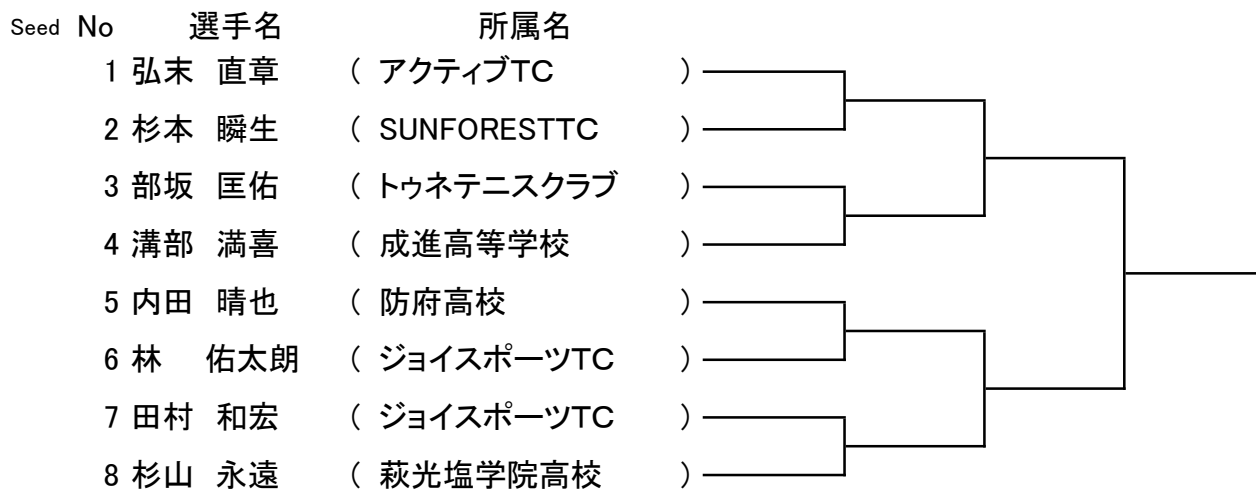 Seed No 選手名 所属名
1 弘末 直章 ( アクティブTC )
2 杉本 瞬生 ( SUNFORESTTC )
3 部坂 匡佑 ( トゥネテニスクラブ )
4 溝部 満喜 ( 成進高等学校 )
5 内田 晴也 ( 防府高校 )
6 林 佑太朗 ( ジョイスポーツTC )
7 田村 和宏 ( ジョイスポーツTC )
8 杉山 永遠 ( 萩光塩学院高校 )